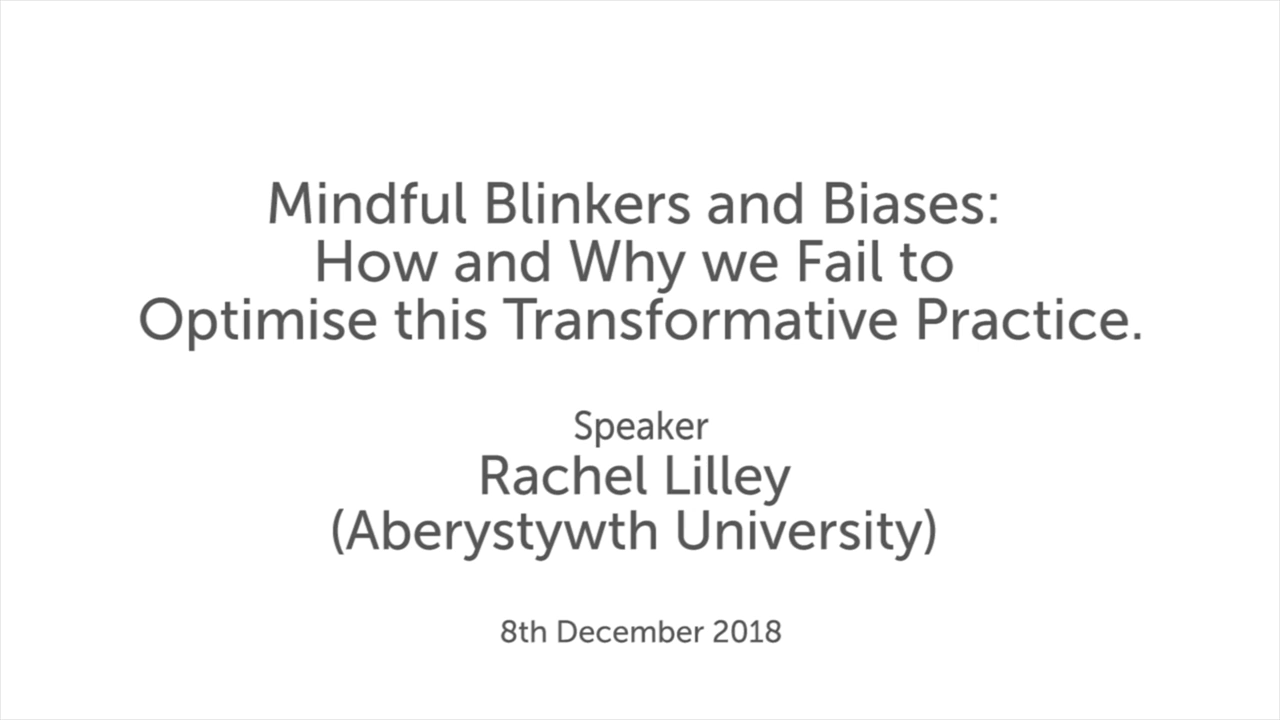 Mindful Blinkers and Biases:
How and Why we Fail to
Optimise this Transformative Practice.
Speaker
Rachel Lilley
(Aberystywth University)
8th December 2018